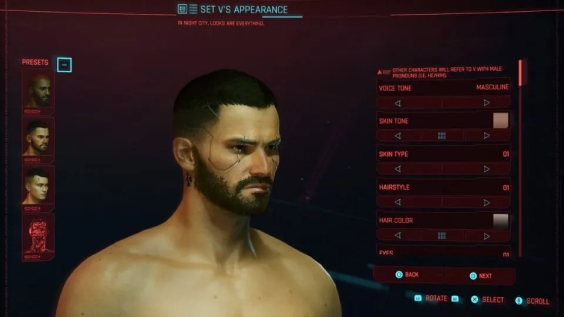 SET V'S APPEARANCE
IN NIGHT CITY, LOOKS ARE EVERYTHING.
PRESETS
OTHER CHARACTERS WILL REFER TO V WITH MALE
PRONOUNS (I.E. HE/HIM).
VOICE TONE MASCULINE
SKIN TONE
SKIN TYPE 01
HAIRSTYLE 01
HAIR COLOR
EYES 01
BACK NEXT
ROTATE SELECT SCROLL